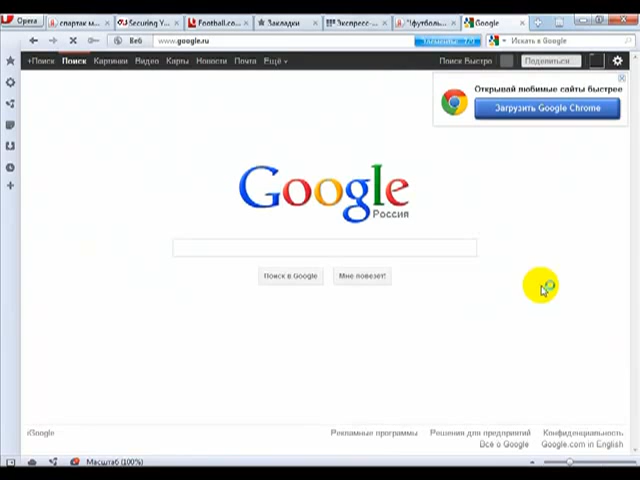 Opera
спартак м...
Securing Y...
Football.co...
Закладки
Экспресс-...
"!футболь...
Google
Веб
www.google.ru
Искать в Google
+Поиск Поиск Картинки Видео Карты Новости Почта Ещё
Поиск Быстро
Поделиться
Открывай любимые сайты быстрее
Загрузить Google Chrome
Google
Россия
Поиск в Google
Мне повезёт!
iGoogle
Рекламные программы
Решения для предприятий
Конфиденциальность
Всё о Google
Google.com in English
Масштаб (100%)